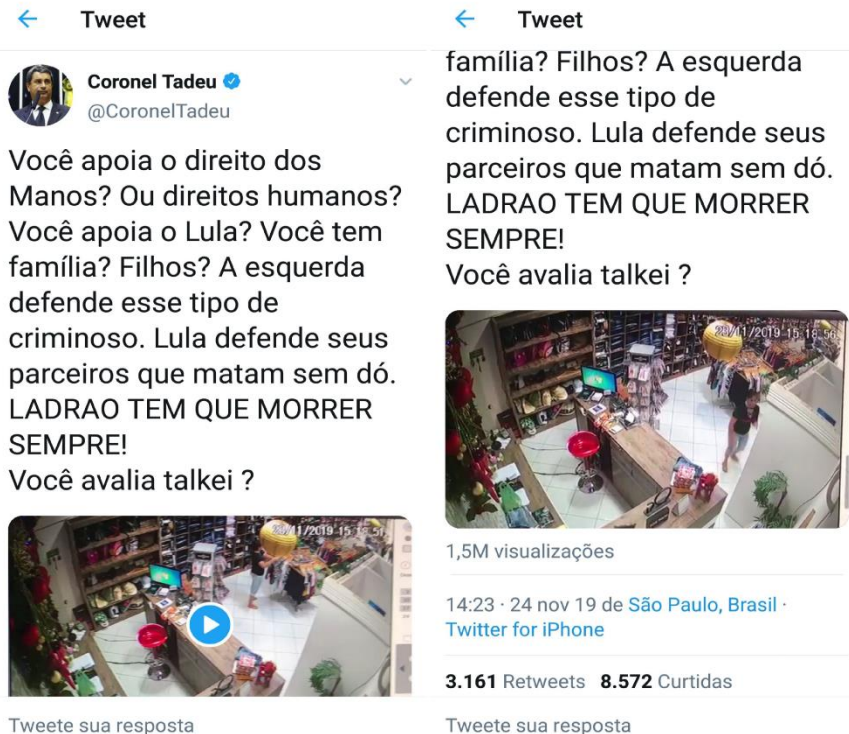 Tweet
Coronel Tadeu
@CoronelTadeu
Você apoia o direito dos
Manos? Ou direitos humanos?
Você apoia o Lula? Você tem
família? Filhos? A esquerda
defende esse tipo de
criminoso. Lula defende seus
parceiros que matam sem dó.
LADRAO TEM QUE MORRER
SEMPRE!
Você avalia talkei ?
Tweete sua resposta
Tweet
família? Filhos? A esquerda
defende esse tipo de
criminoso. Lula defende seus
parceiros que matam sem dó.
LADRAO TEM QUE MORRER
SEMPRE!
Você avalia talkei ?
1,5M visualizações
14:23 · 24 nov 19 de São Paulo, Brasil ·
Twitter for iPhone
3.161 Retweets 8.572 Curtidas
Tweete sua resposta